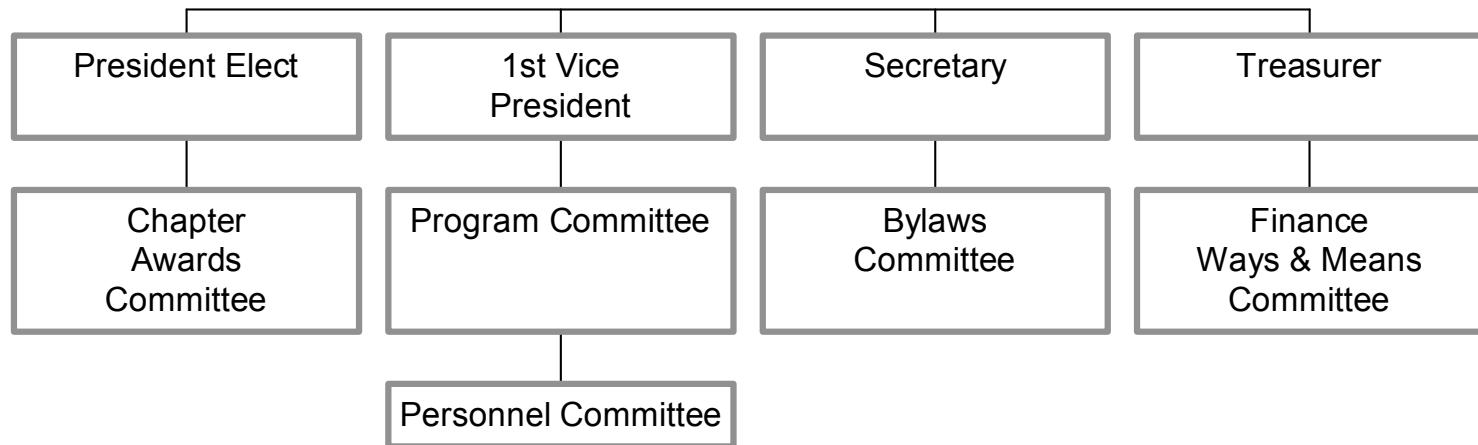 President Elect
1st Vice
President
Secretary
Treasurer
Chapter
Awards
Committee
Program Committee
Bylaws
Committee
Finance
Ways & Means
Committee
Personnel Committee